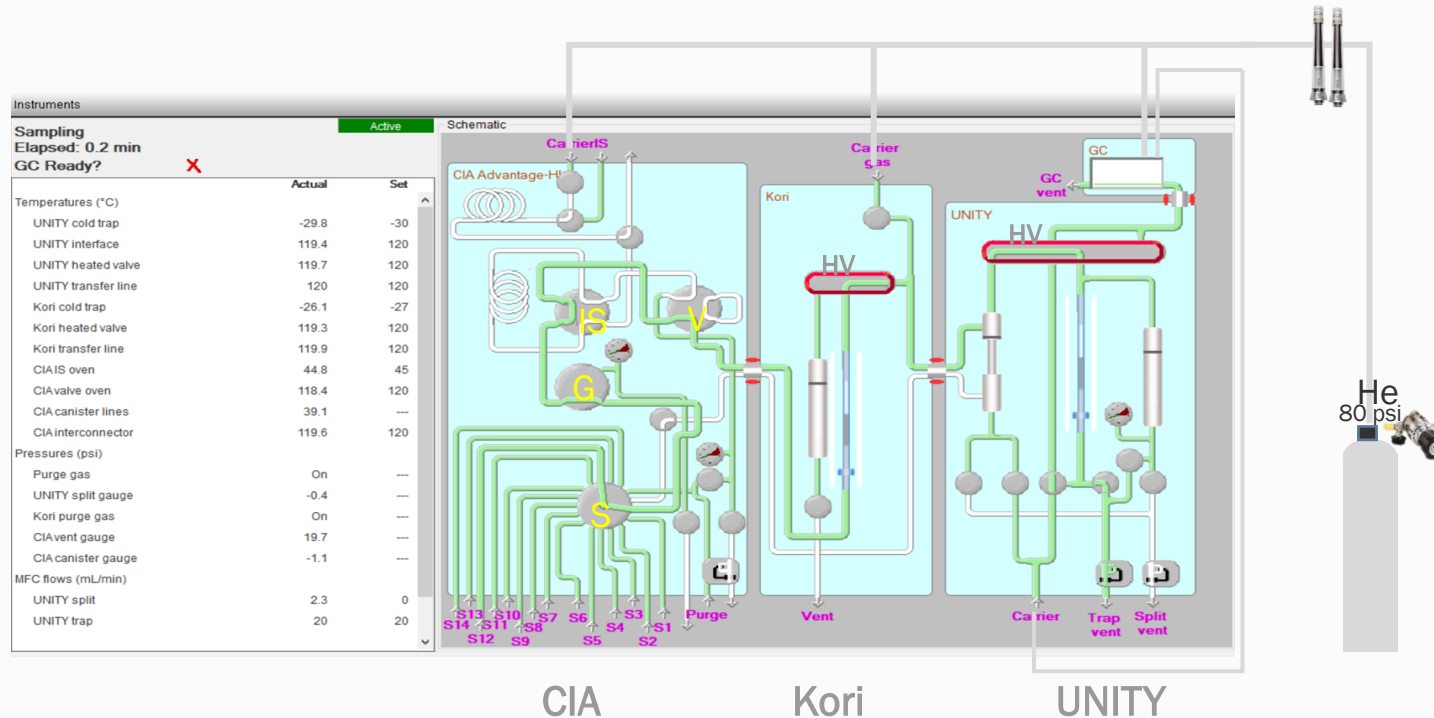 Instruments
Sampling
Active
Elapsed: 0.2 min
GC Ready?
X
Actual Set
Temperatures (°C)
UNITY cold trap -29.8 -30
UNITY interface 119.4 120
UNITY heated valve 119.7 120
UNITY transfer line 120 120
Kori cold trap -26.1 -27
Kori heated valve 119.3 120
Kori transfer line 119.9 120
CIA IS oven 44.8 45
CIA valve oven 118.4 120
CIA canister lines 39.1 ---
CIA interconnector 119.6 120
Pressures (psi)
Purge gas On ---
UNITY split gauge -0.4 ---
Kori purge gas On ---
CIA vent gauge 19.7 ---
CIA canister gauge -1.1 ---
MFC flows (mL/min)
UNITY split 2.3 0
UNITY trap 20 20
Schematic
CarrierIS
CIA Advantage-H
IS
V
G
S
S13
S10
S14
S11
S12
S9
S8
S7
S6
S5
S4
S3
S2
S1
Purge
Carrier
gas
Kori
HV
Vent
GC
GC
vent
UNITY
HV
Carrier
Trap
vent
Split
vent
He
80 psi
CIA
Kori
UNITY